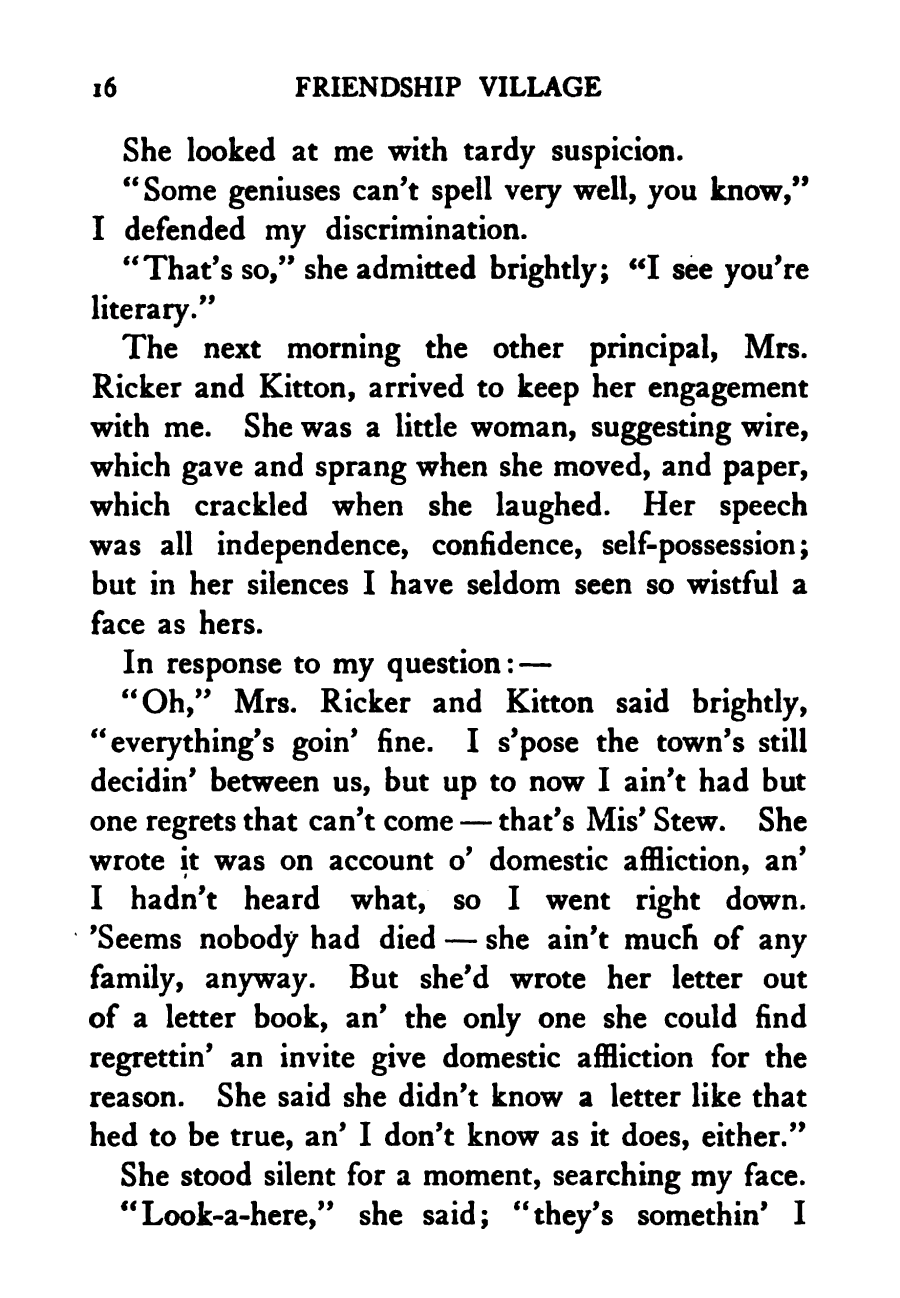 16 FRIENDSHIP VILLAGE
She looked at me with tardy suspicion.
“Some geniuses can’t spell very well, you know,”
I defended my discrimination.
“That’s so,” she admitted brightly; “I see you’re
literary.”
The next morning the other principal, Mrs.
Ricker and Kitton, arrived to keep her engagement
with me. She was a little woman, suggesting wire,
which gave and sprang when she moved, and paper,
which crackled when she laughed. Her speech
was all independence, confidence, self-possession;
but in her silences I have seldom seen so wistful a
face as hers.
In response to my question:—
“Oh,” Mrs. Ricker and Kitton said brightly,
“everything’s goin’ fine. I s’pose the town’s still
decidin’ between us, but up to now I ain’t had but
one regrets that can’t come — that’s Mis’ Stew. She
wrote it was on account o’ domestic affliction, an’
I hadn’t heard what, so I went right down.
’Seems nobody had died — she ain’t much of any
family, anyway. But she’d wrote her letter out
of a letter book, an’ the only one she could find
regrettin’ an invite give domestic affliction for the
reason. She said she didn’t know a letter like that
hed to be true, an’ I don’t know as it does, either.”
She stood silent for a moment, searching my face.
“Look-a-here,” she said; “they’s somethin’ I